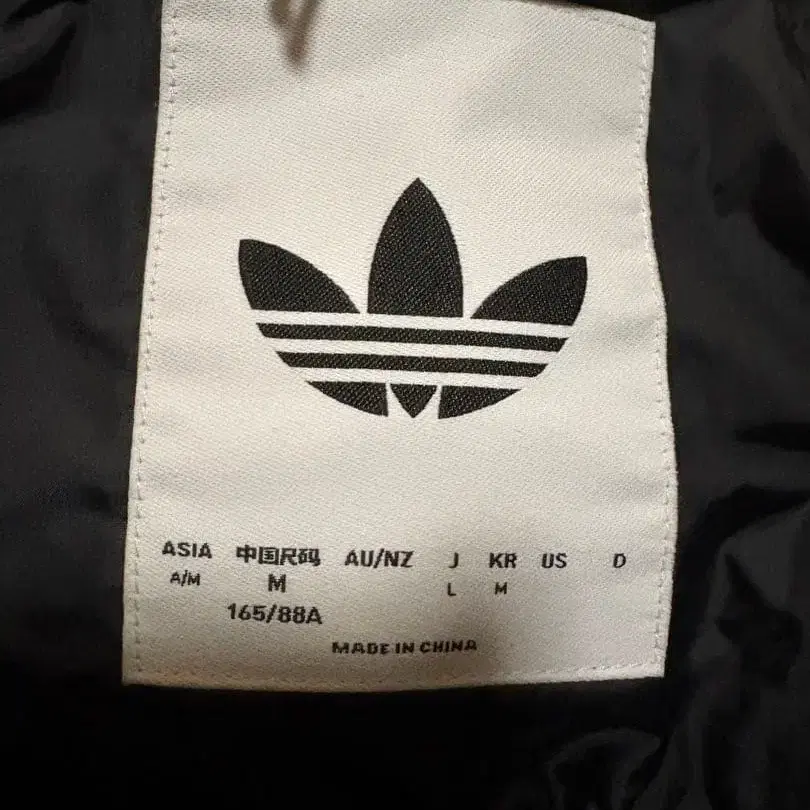 ASIA 中国尺码 AU/NZ J KR US D
A/M M L M
165/88A
MADE IN CHINA